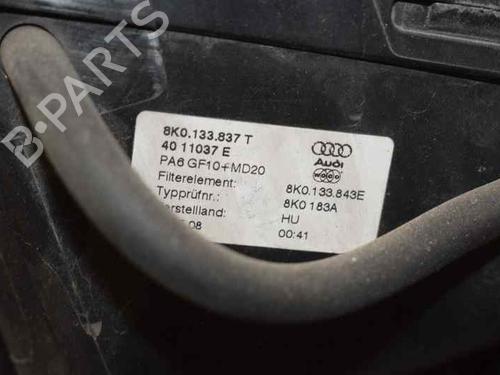 B-PARTS
8K0.133.837 T
40 11037 E
PA6 GF10+MD20
Filterelement: 8K0.133.843E
Typprüfnr.: 8K0 183A
erstelland: HU
08 00:41
Audi